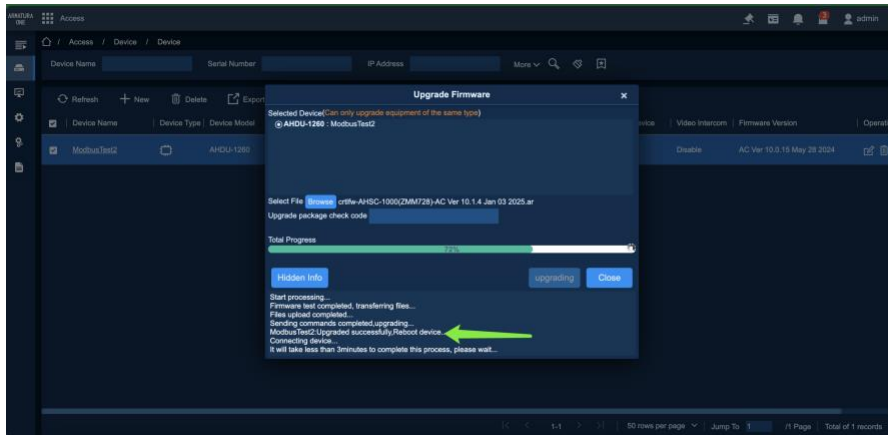 ARMATURA ONE
Access
3
admin
/ Access / Device / Device
Device Name
Serial Number
IP Address
More
Refresh
New
Delete
Export
Upgrade Firmware
×
Selected Device(Can only upgrade equipment of the same type)
AHDU-1260 : ModbusTest2
Device Name
Device Type
Device Model
Video Intercom
Firmware Version
ModbusTest2
AHDU-1260
Disable
AC Ver 10.0.15 May 28 2024
Select File Browse crtlfw-AHSC-1000(ZMM728)-AC Ver 10.1.4 Jan 03 2025.ar
Upgrade package check code
Total Progress
72%
Hidden Info
upgrading
Close
Start processing...
Firmware test completed, transferring files...
Files upload completed...
Sending commands completed,upgrading...
ModbusTest2:Upgraded successfully,Reboot device...
Connecting device...
It will take less than 3minutes to complete this process, please wait...
|< < 1-1 > >| 50 rows per page Jump To 1 /1 Page Total of 1 records